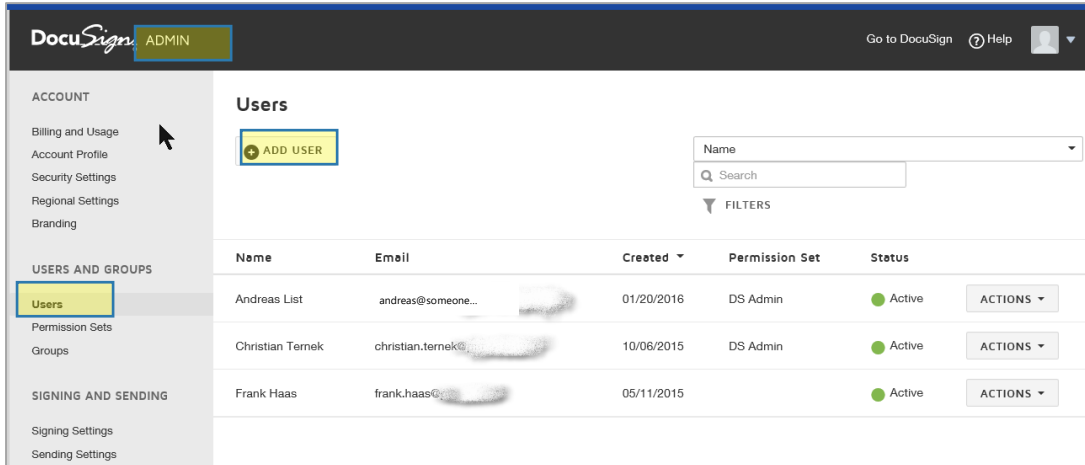 DocuSign ADMIN
Go to DocuSign ? Help
ACCOUNT
Billing and Usage
Account Profile
Security Settings
Regional Settings
Branding
USERS AND GROUPS
Users
Permission Sets
Groups
SIGNING AND SENDING
Signing Settings
Sending Settings
Users
+ ADD USER
Name
Search
FILTERS
Name Email Created Permission Set Status
Andreas List andreas@someone... 01/20/2016 DS Admin Active ACTIONS
Christian Ternek christian.ternek@ 10/06/2015 DS Admin Active ACTIONS
Frank Haas frank.haas@ 05/11/2015 Active ACTIONS